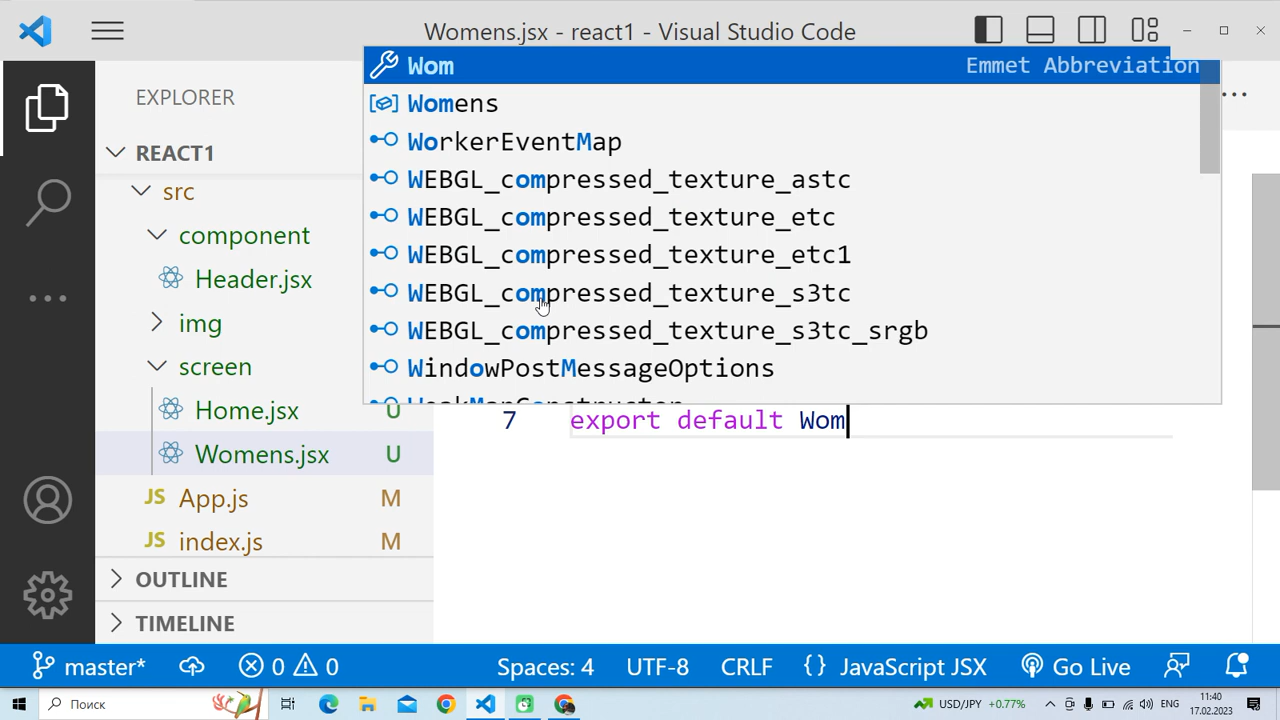 Womens.jsx - react1 - Visual Studio Code
EXPLORER
REACT1
src
component
Header.jsx
img
screen
Home.jsx U
Womens.jsx U
App.js M
index.js M
OUTLINE
TIMELINE
Wom Emmet Abbreviation
Womens
WorkerEventMap
WEBGL_compressed_texture_astc
WEBGL_compressed_texture_etc
WEBGL_compressed_texture_etc1
WEBGL_compressed_texture_s3tc
WEBGL_compressed_texture_s3tc_srgb
WindowPostMessageOptions
WeakMapConstructor
7 export default Wom
master* 0 0 Spaces: 4 UTF-8 CRLF {} JavaScript JSX Go Live
Поиск USD/JPY +0.77% ENG 11:40
17.02.2023